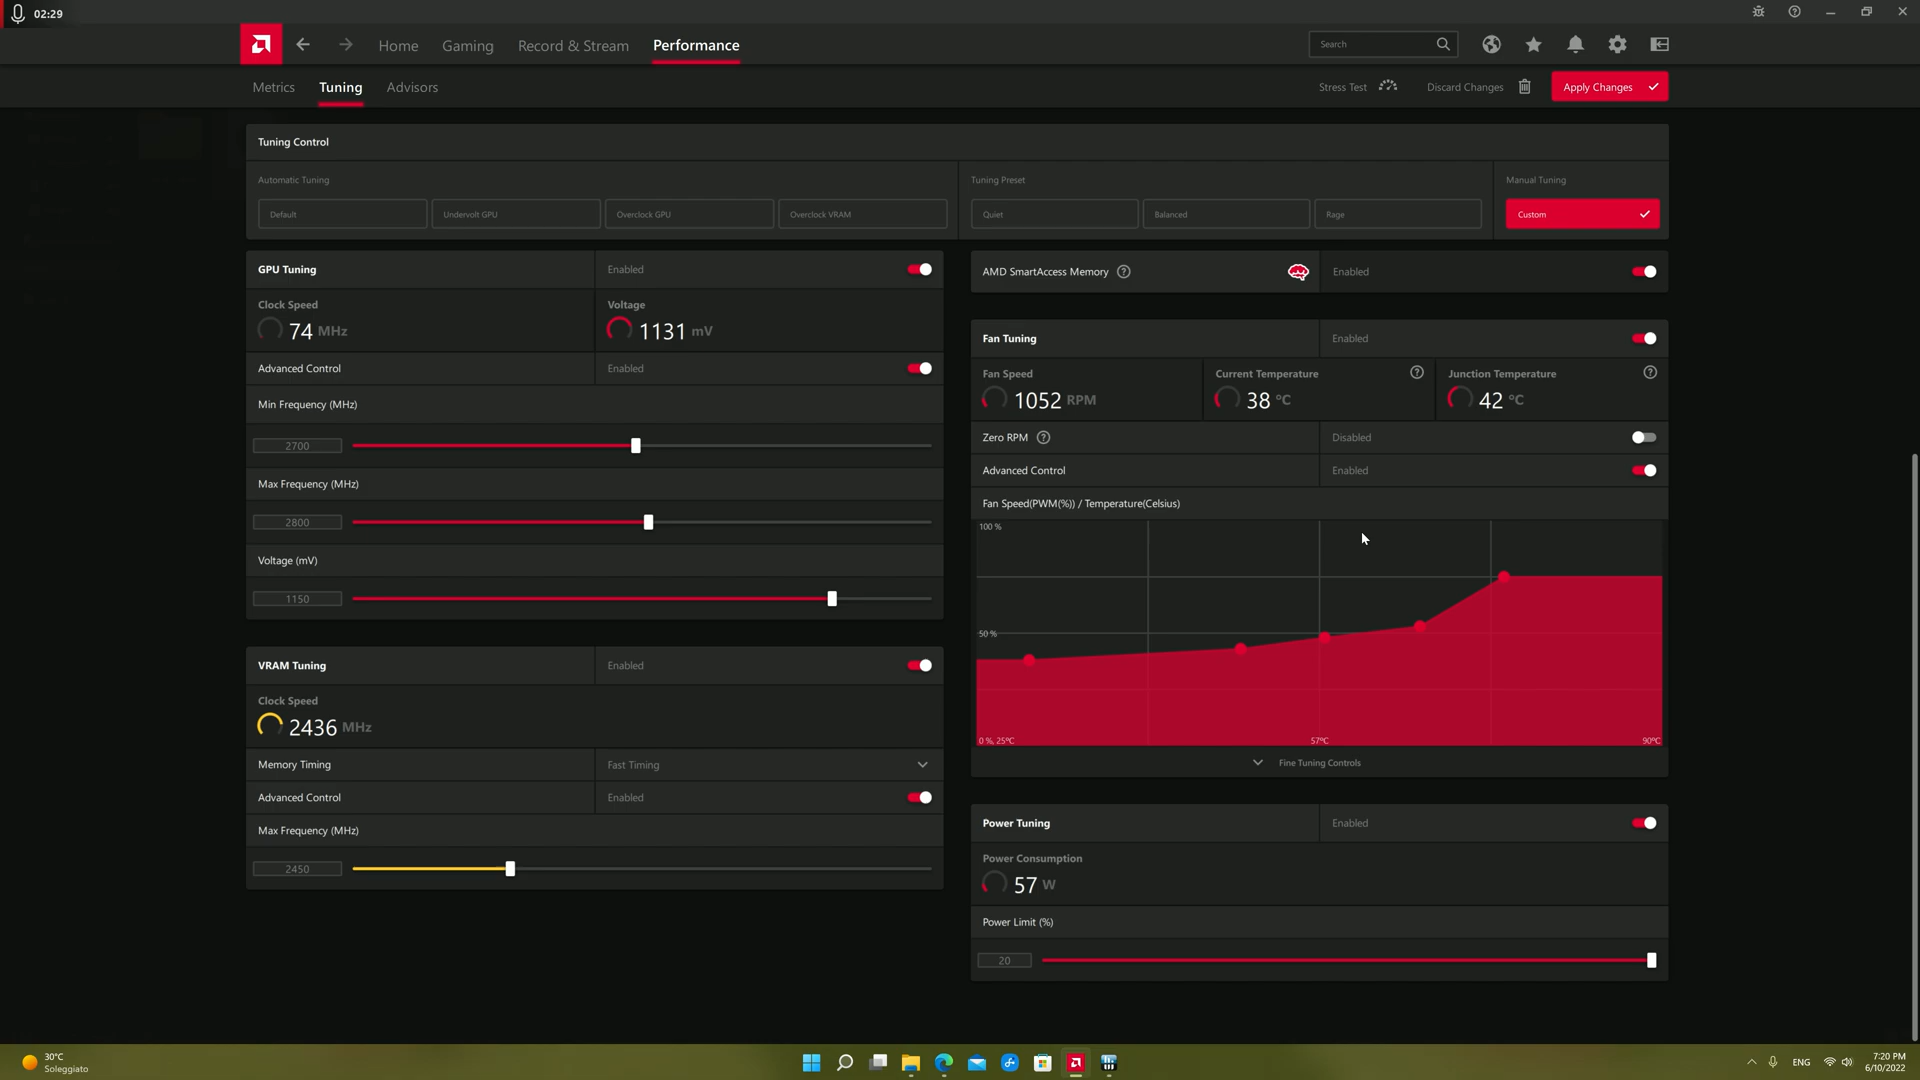 02:29
Home Gaming Record & Stream Performance
Search
Metrics Tuning Advisors
Stress Test Discard Changes Apply Changes
Tuning Control
Automatic Tuning Tuning Preset Manual Tuning
Default Undervolt GPU Overclock GPU Overclock VRAM Quiet Balanced Rage Custom
GPU Tuning Enabled
Clock Speed Voltage
74 MHz 1131 mV
Advanced Control Enabled
Min Frequency (MHz)
2700
Max Frequency (MHz)
2800
Voltage (mV)
1150
VRAM Tuning Enabled
Clock Speed
2436 MHz
Memory Timing Fast Timing
Advanced Control Enabled
Max Frequency (MHz)
2450
AMD SmartAccess Memory Enabled
Fan Tuning Enabled
Fan Speed Current Temperature Junction Temperature
1052 RPM 38 °C 42 °C
Zero RPM Disabled
Advanced Control Enabled
Fan Speed(PWM(%)) / Temperature(Celsius)
100 %
50 %
0 %, 25°C 57°C 90°C
Fine Tuning Controls
Power Tuning Enabled
Power Consumption
57 W
Power Limit (%)
20
30°C
Soleggiato
ENG
7:20 PM
6/10/2022